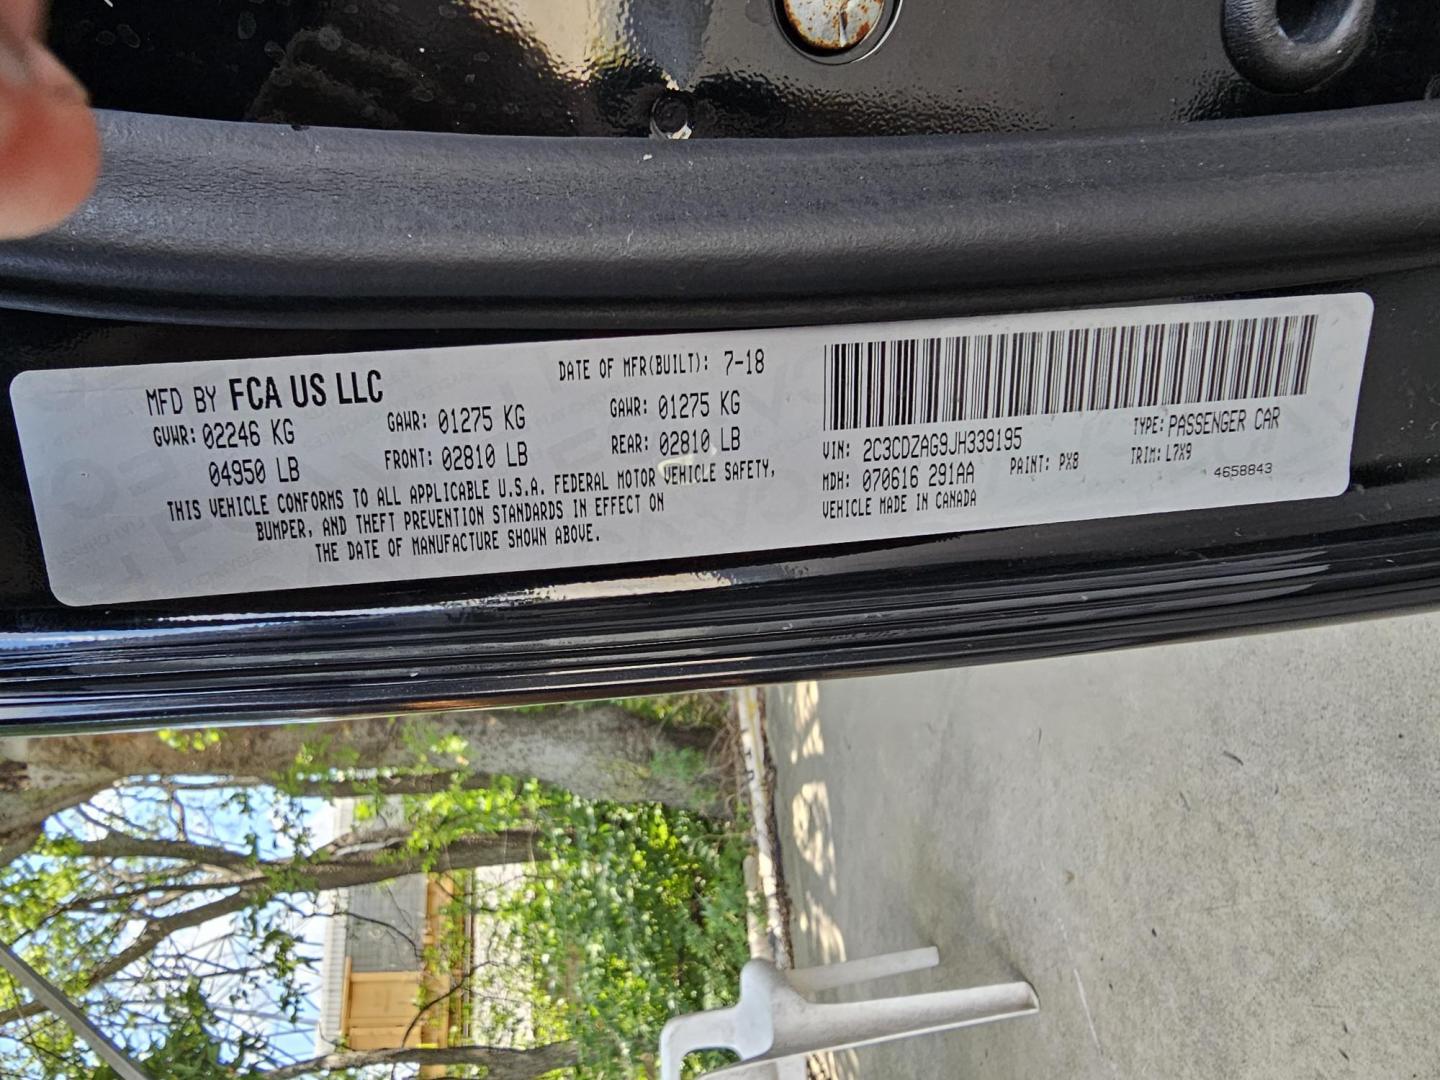 MFD BY FCA US LLC
DATE OF MFR(BUILT): 7-18
GVWR: 02246 KG
04950 LB
GAWR: 01275 KG
FRONT: 02810 LB
GAWR: 01275 KG
REAR: 02810 LB
THIS VEHICLE CONFORMS TO ALL APPLICABLE U.S.A. FEDERAL MOTOR VEHICLE SAFETY,
BUMPER, AND THEFT PREVENTION STANDARDS IN EFFECT ON
THE DATE OF MANUFACTURE SHOWN ABOVE.
VIN: 2C3CDZAG9JH339195
TYPE: PASSENGER CAR
MDH: 070616 291AA
PAINT: PX8
TRIM: L7X9
VEHICLE MADE IN CANADA
4658843